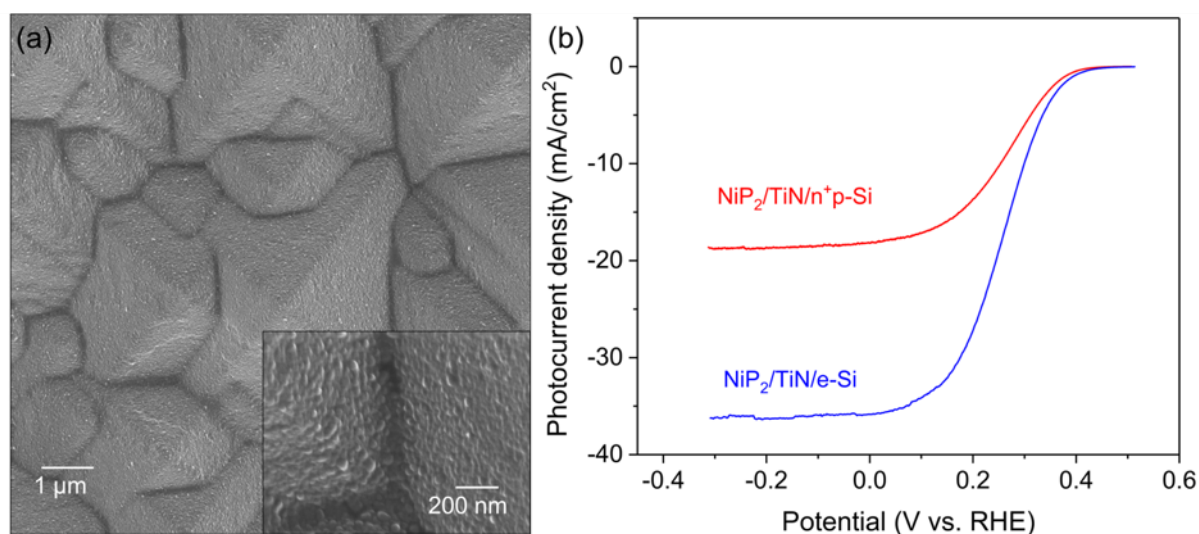 (a)
1 μm
200 nm
(b)
Photocurrent density (mA/cm²)
0
-10
-20
-30
-40
NiP₂/TiN/n⁺p-Si
NiP₂/TiN/e-Si
-0.4 -0.2 0.0 0.2 0.4 0.6
Potential (V vs. RHE)